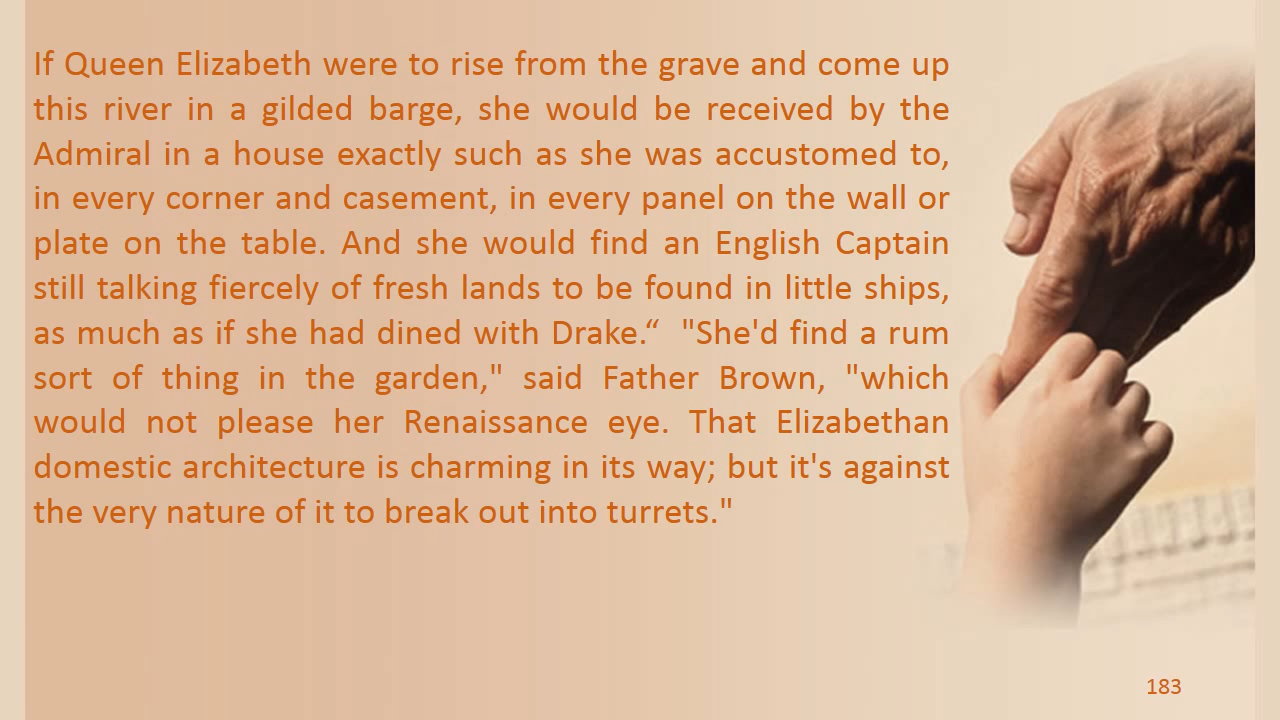 If Queen Elizabeth were to rise from the grave and come up
this river in a gilded barge, she would be received by the
Admiral in a house exactly such as she was accustomed to,
in every corner and casement, in every panel on the wall or
plate on the table. And she would find an English Captain
still talking fiercely of fresh lands to be found in little ships,
as much as if she had dined with Drake.“  "She'd find a rum
sort of thing in the garden," said Father Brown, "which
would not please her Renaissance eye. That Elizabethan
domestic architecture is charming in its way; but it's against
the very nature of it to break out into turrets."
183